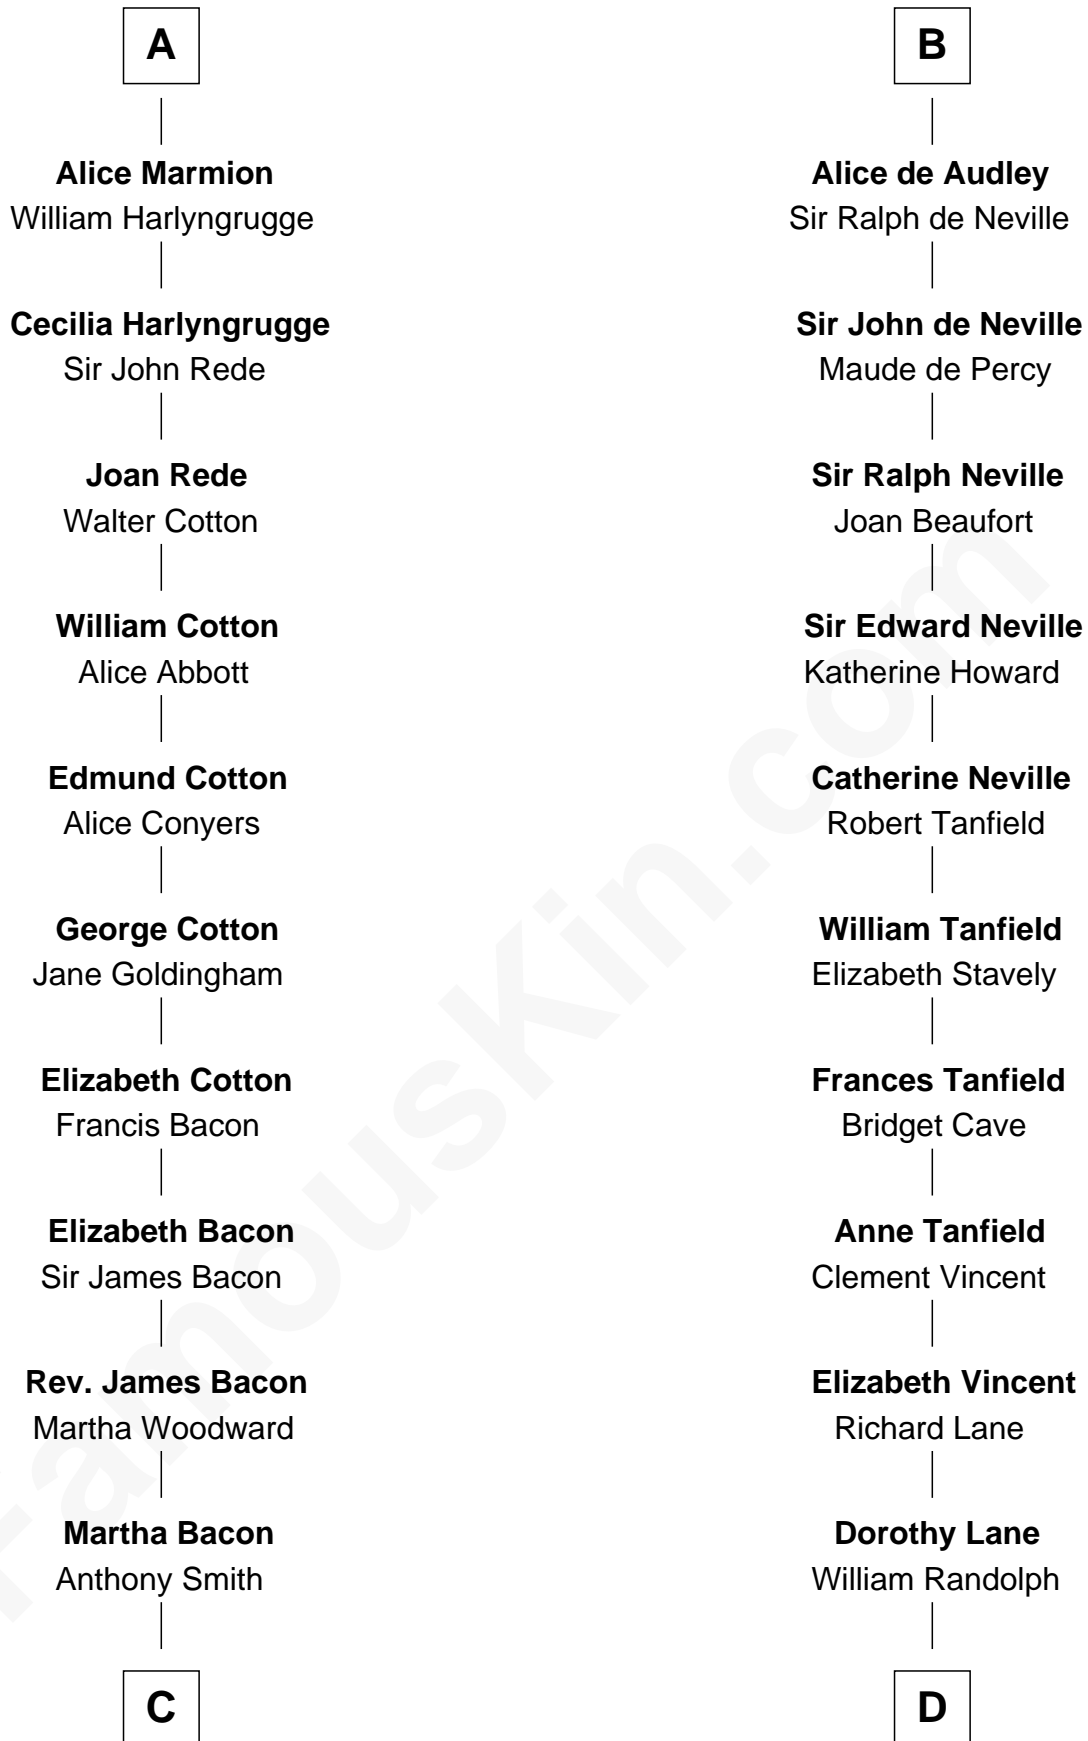 A
Alice Marmion
William Harlyngrugge
Cecilia Harlyngrugge
Sir John Rede
Joan Rede
Walter Cotton
William Cotton
Alice Abbott
Edmund Cotton
Alice Conyers
George Cotton
Jane Goldingham
Elizabeth Cotton
Francis Bacon
Elizabeth Bacon
Sir James Bacon
Rev. James Bacon
Martha Woodward
Martha Bacon
Anthony Smith
C
B
Alice de Audley
Sir Ralph de Neville
Sir John de Neville
Maude de Percy
Sir Ralph Neville
Joan Beaufort
Sir Edward Neville
Katherine Howard
Catherine Neville
Robert Tanfield
William Tanfield
Elizabeth Stavely
Frances Tanfield
Bridget Cave
Anne Tanfield
Clement Vincent
Elizabeth Vincent
Richard Lane
Dorothy Lane
William Randolph
D
FamousKin.com